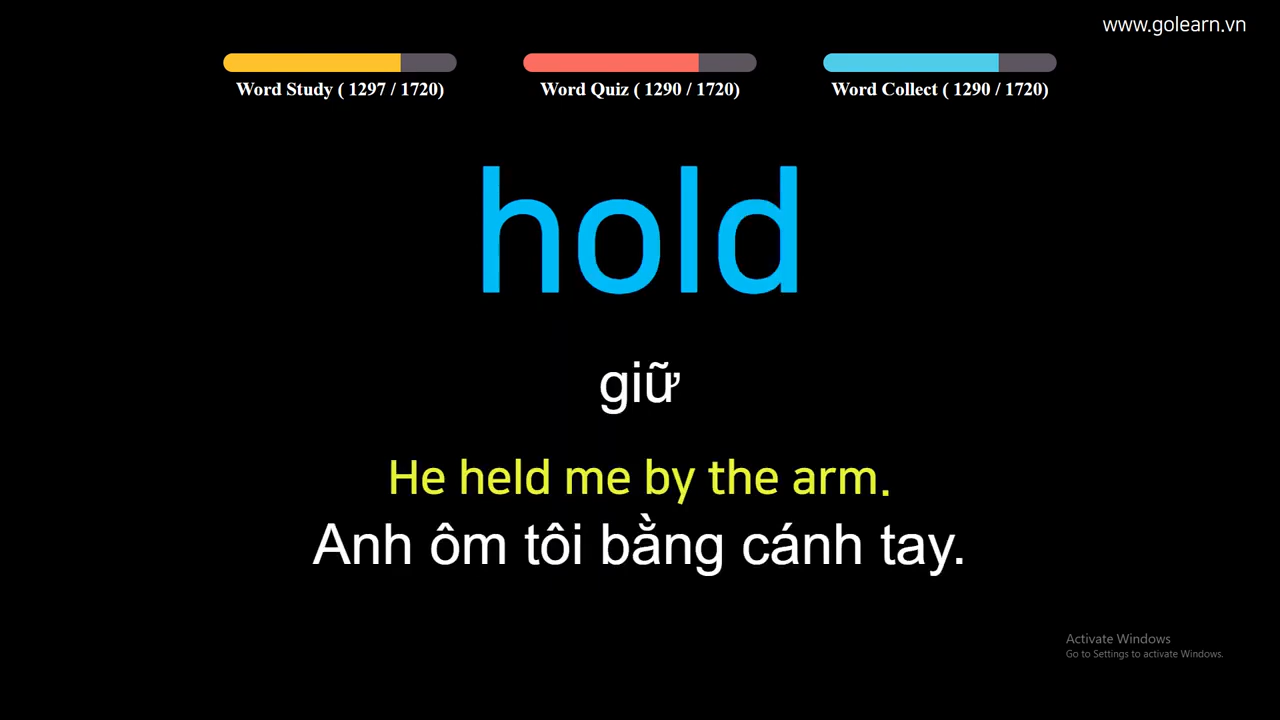 www.golearn.vn
Word Study ( 1297 / 1720)
Word Quiz ( 1290 / 1720)
Word Collect ( 1290 / 1720)
hold
giữ
He held me by the arm.
Anh ôm tôi bằng cánh tay.
Activate Windows
Go to Settings to activate Windows.